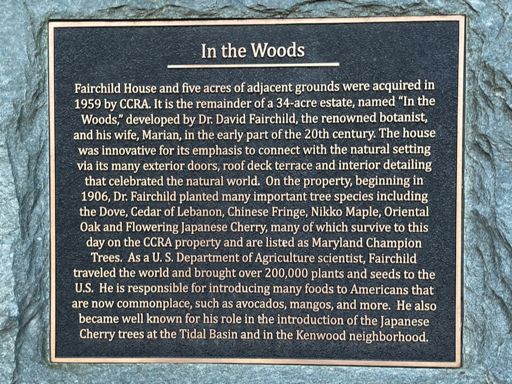 In the Woods
Fairchild House and five acres of adjacent grounds were acquired in
1959 by CCRA. It is the remainder of a 34-acre estate, named “In the
Woods,” developed by Dr. David Fairchild, the renowned botanist,
and his wife, Marian, in the early part of the 20th century. The house
was innovative for its emphasis to connect with the natural setting
via its many exterior doors, roof deck terrace and interior detailing
that celebrated the natural world. On the property, beginning in
1906, Dr. Fairchild planted many important tree species including
the Dove, Cedar of Lebanon, Chinese Fringe, Nikko Maple, Oriental
Oak and Flowering Japanese Cherry, many of which survive to this
day on the CCRA property and are listed as Maryland Champion
Trees. As a U. S. Department of Agriculture scientist, Fairchild
traveled the world and brought over 200,000 plants and seeds to the
U.S. He is responsible for introducing many foods to Americans that
are now commonplace, such as avocados, mangos, and more. He also
became well known for his role in the introduction of the Japanese
Cherry trees at the Tidal Basin and in the Kenwood neighborhood.